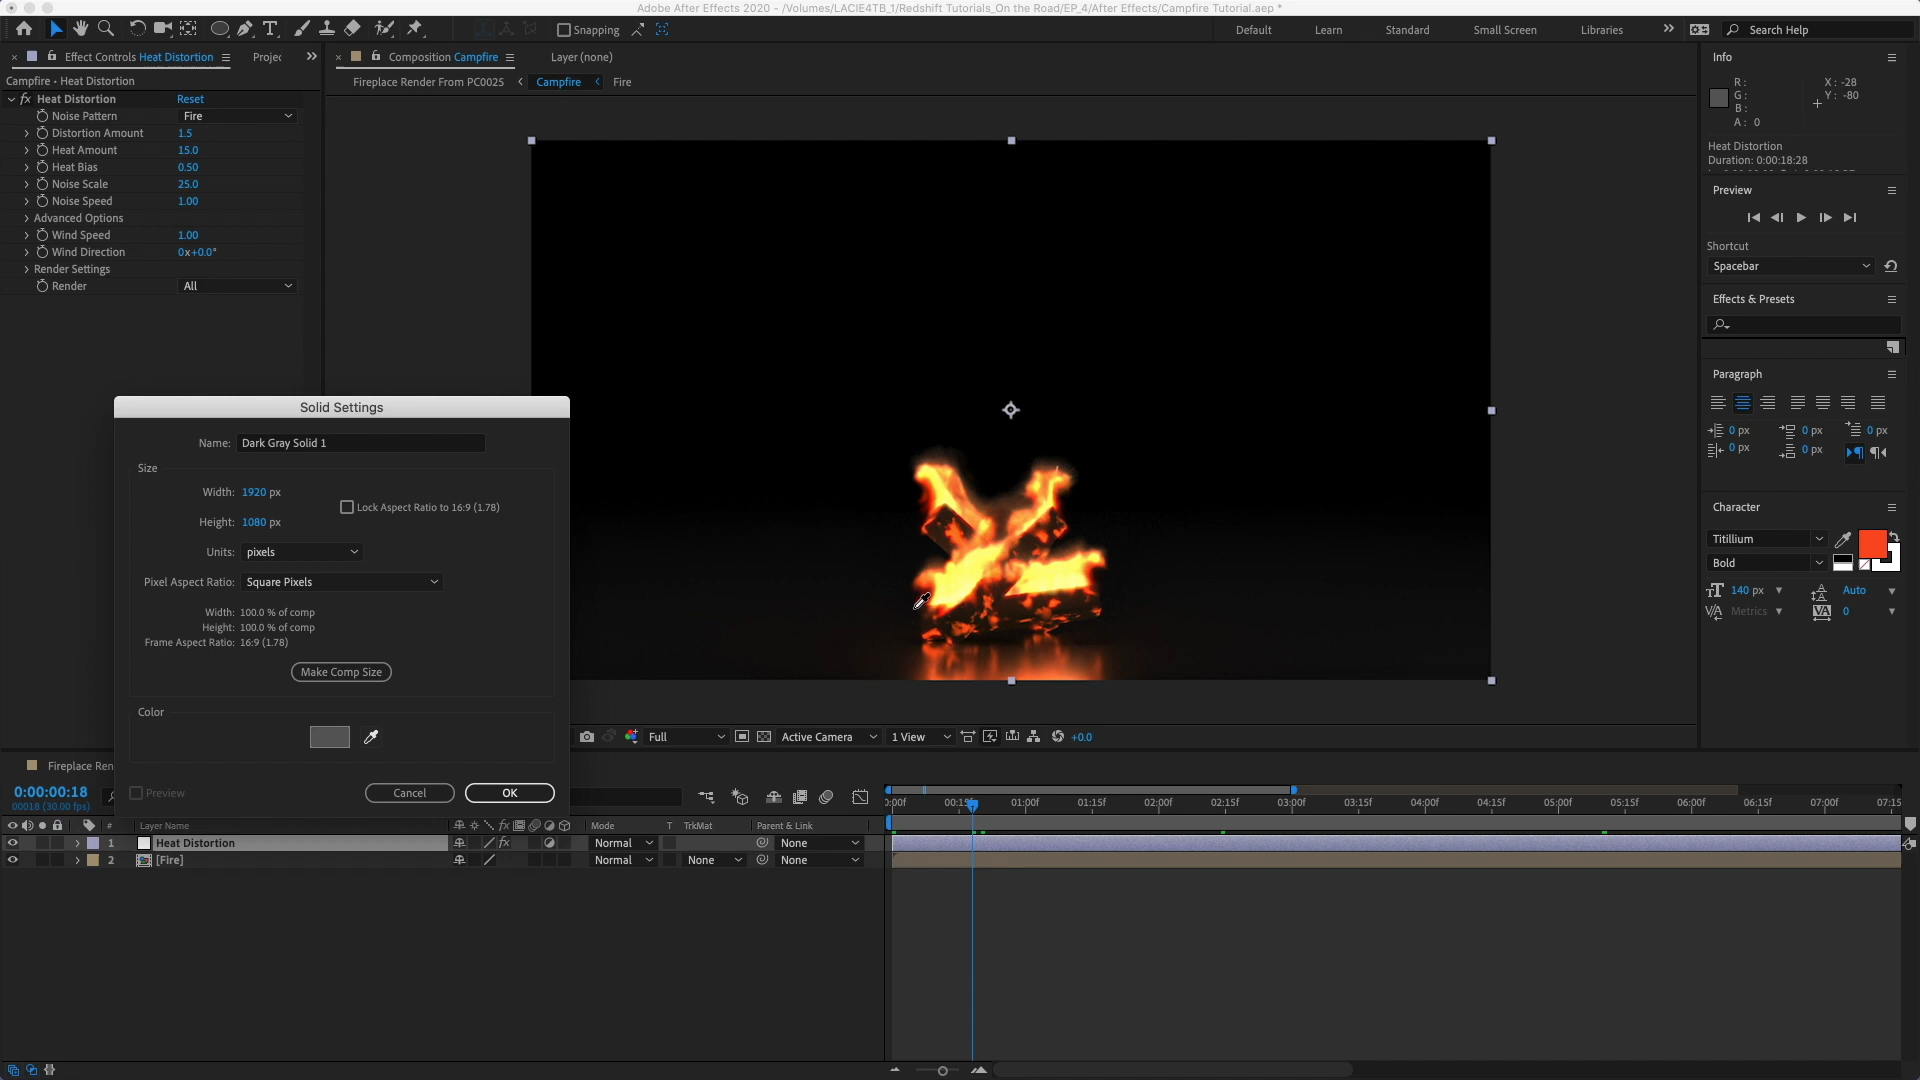 Adobe After Effects 2020 - /Volumes/LACIE4TB_1/Redshift Tutorials_On the Road/EP_4/After Effects/Campfire Tutorial.aep *
Snapping
Default
Learn
Standard
Small Screen
Libraries
Search Help
Effect Controls Heat Distortion
Projec
Composition Campfire
Layer (none)
Info
Campfire • Heat Distortion
Fireplace Render From PC0025
Campfire
Fire
R :
G :
B :
A : 0
X : -28
Y : -80
Heat Distortion
Duration: 0:00:18:28
fx Heat Distortion Reset
Noise Pattern Fire
Distortion Amount 1.5
Heat Amount 15.0
Heat Bias 0.50
Noise Scale 25.0
Noise Speed 1.00
Advanced Options
Wind Speed 1.00
Wind Direction 0x+0.0°
Render Settings
Render All
Preview
Shortcut
Spacebar
Effects & Presets
Paragraph
0 px 0 px 0 px
0 px 0 px
Character
Titillium
Bold
140 px Auto
Metrics 0
Solid Settings
Name: Dark Gray Solid 1
Size
Width: 1920 px
Lock Aspect Ratio to 16:9 (1.78)
Height: 1080 px
Units: pixels
Pixel Aspect Ratio: Square Pixels
Width: 100.0 % of comp
Height: 100.0 % of comp
Frame Aspect Ratio: 16:9 (1.78)
Make Comp Size
Color
Preview
Cancel
OK
Full
Active Camera
1 View
+0.0
Fireplace Ren
0:00:00:18
00018 (30.00 fps)
0:00f 00:15f 01:00f 01:15f 02:00f 02:15f 03:00f 03:15f 04:00f 04:15f 05:00f 05:15f 06:00f 06:15f 07:00f 07:15
# Layer Name fx Mode T TrkMat Parent & Link
1 Heat Distortion fx Normal None
2 [Fire] Normal None None